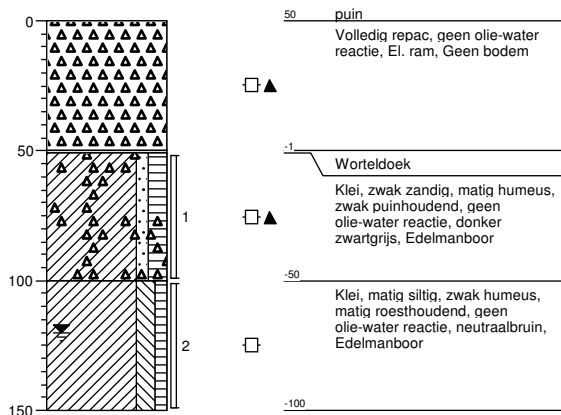 0
50
100
150
1
2
50
puin
Volledig repac, geen olie-water
reactie, El. ram, Geen bodem
-1
Worteldoek
Klei, zwak zandig, matig humeus,
zwak puinhoudend, geen
olie-water reactie, donker
zwartgrijs, Edelmanboor
-50
Klei, matig siltig, zwak humeus,
matig roesthoudend, geen
olie-water reactie, neutraalbruin,
Edelmanboor
-100